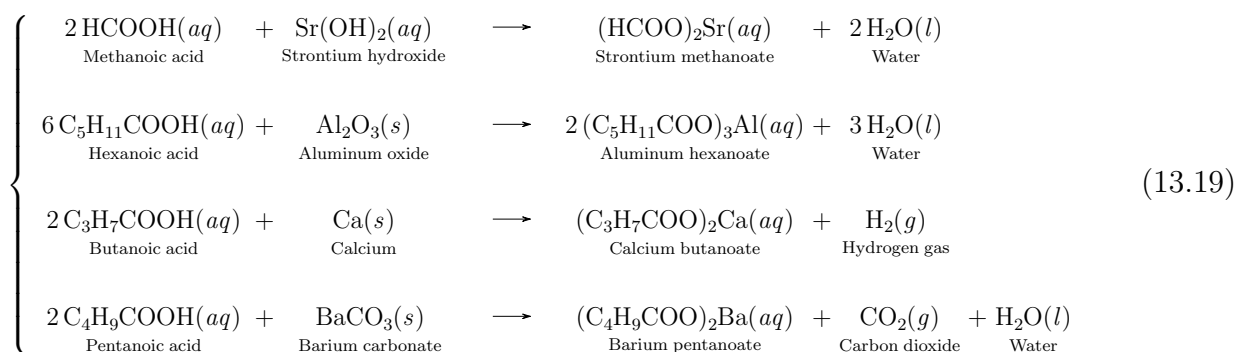 2 HCOOH(aq) + Sr(OH)₂(aq) ⟶ (HCOO)₂Sr(aq) + 2 H₂O(l)
Methanoic acid Strontium hydroxide Strontium methanoate Water
6 C₅H₁₁COOH(aq) + Al₂O₃(s) ⟶ 2 (C₅H₁₁COO)₃Al(aq) + 3 H₂O(l)
Hexanoic acid Aluminum oxide Aluminum hexanoate Water
(13.19)
2 C₃H₇COOH(aq) + Ca(s) ⟶ (C₃H₇COO)₂Ca(aq) + H₂(g)
Butanoic acid Calcium Calcium butanoate Hydrogen gas
2 C₄H₉COOH(aq) + BaCO₃(s) ⟶ (C₄H₉COO)₂Ba(aq) + CO₂(g) + H₂O(l)
Pentanoic acid Barium carbonate Barium pentanoate Carbon dioxide Water